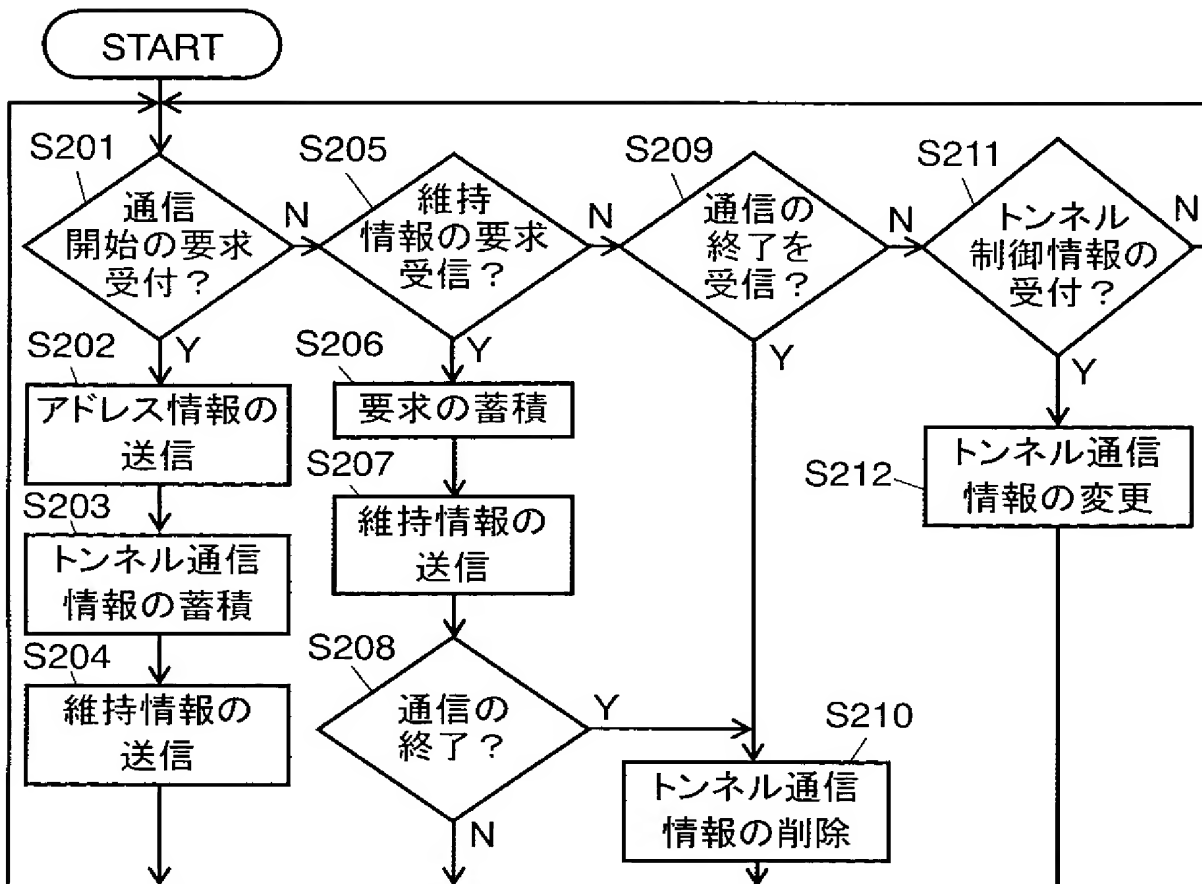 START
S201
通信
開始の要求
受付？
N
Y
S202
アドレス情報の
送信
S203
トンネル通信
情報の蓄積
S204
維持情報の
送信
S205
維持
情報の要求
受信？
N
Y
S206
要求の蓄積
S207
維持情報の
送信
S208
通信の
終了？
Y
N
S209
通信の
終了を
受信？
N
Y
S210
トンネル通信
情報の削除
S211
トンネル
制御情報の
受付？
N
Y
S212
トンネル通信
情報の変更